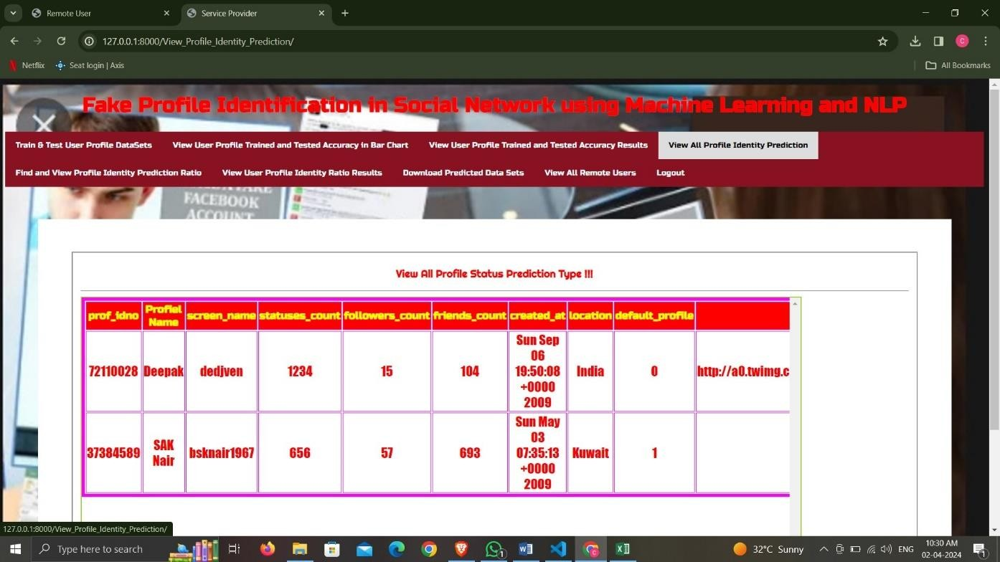 Remote User
Service Provider
127.0.0.1:8000/View_Profile_Identity_Prediction/
Netflix
Seat login | Axis
All Bookmarks
Fake Profile Identification in Social Network using Machine Learning and NLP
Train & Test User Profile DataSets View User Profile Trained and Tested Accuracy in Bar Chart View User Profile Trained and Tested Accuracy Results View All Profile Identity Prediction
Find and View Profile Identity Prediction Ratio View User Profile Identity Ratio Results Download Predicted Data Sets View All Remote Users Logout
FACEBOOK
ACCOUNT
View All Profile Status Prediction Type !!!
prof_idno Profiel Name screen_name statuses_count followers_count friends_count created_at location default_profile
72110028 Deepak dedjven 1234 15 104 Sun Sep 06 19:50:08 +0000 2009 India 0 http://a0.twimg.c
37384589 SAK Nair bsknair1967 656 57 693 Sun May 03 07:35:13 +0000 2009 Kuwait 1
127.0.0.1:8000/View_Profile_Identity_Prediction/
Type here to search
1
32°C Sunny
ENG
10:30 AM
02-04-2024
1